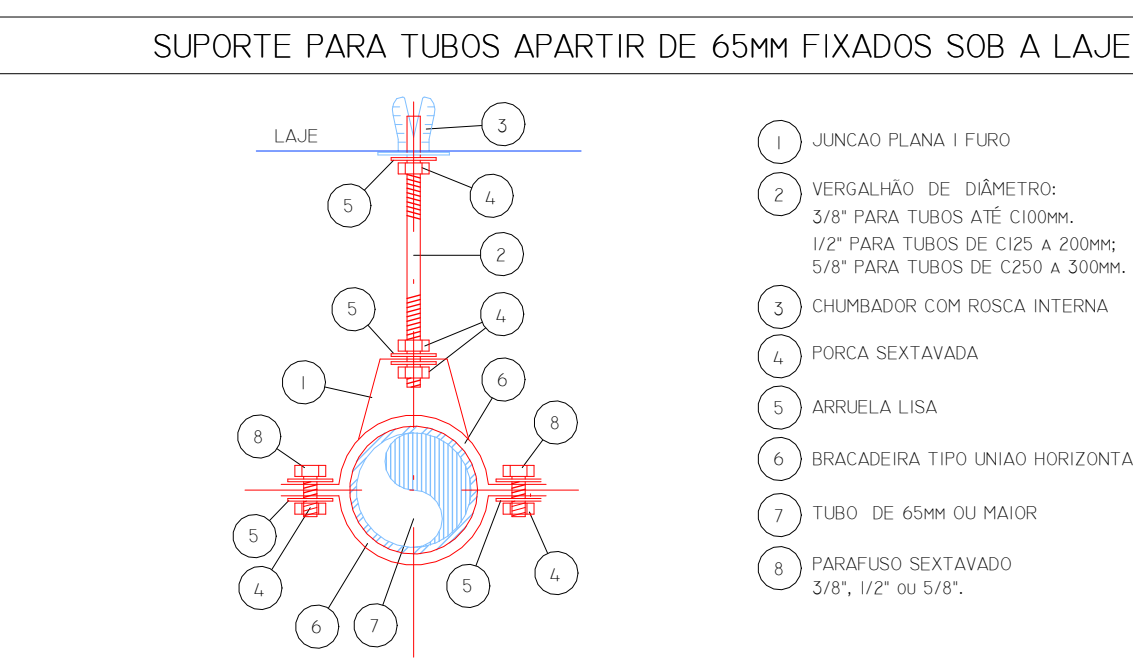 SUPORTE PARA TUBOS APARTIR DE 65MM FIXADOS SOB A LAJE
LAJE
3
5
4
2
5
4
1
6
8
8
5
4
6
7
5
4
1 JUNCAO PLANA 1 FURO
2 VERGALHÃO DE DIÂMETRO:
3/8" PARA TUBOS ATÉ C100MM.
1/2" PARA TUBOS DE C125 A 200MM;
5/8" PARA TUBOS DE C250 A 300MM.
3 CHUMBADOR COM ROSCA INTERNA
4 PORCA SEXTAVADA
5 ARRUELA LISA
6 BRACADEIRA TIPO UNIAO HORIZONTA
7 TUBO DE 65MM OU MAIOR
8 PARAFUSO SEXTAVADO
3/8", 1/2" OU 5/8".